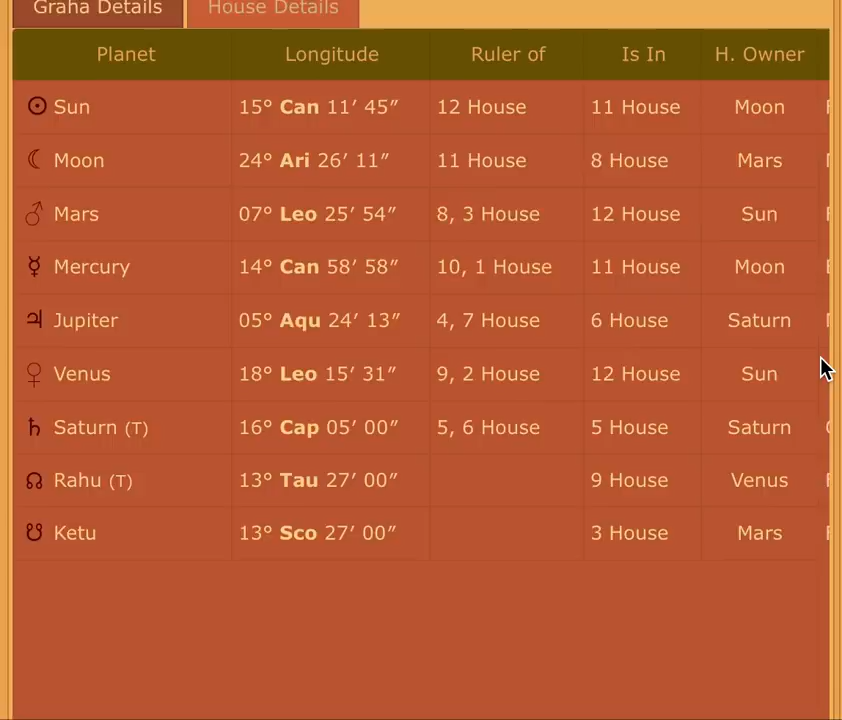 Graha Details House Details
Planet Longitude Ruler of Is In H. Owner
Sun 15° Can 11′ 45″ 12 House 11 House Moon
Moon 24° Ari 26′ 11″ 11 House 8 House Mars
Mars 07° Leo 25′ 54″ 8, 3 House 12 House Sun
Mercury 14° Can 58′ 58″ 10, 1 House 11 House Moon
Jupiter 05° Aqu 24′ 13″ 4, 7 House 6 House Saturn
Venus 18° Leo 15′ 31″ 9, 2 House 12 House Sun
Saturn (T) 16° Cap 05′ 00″ 5, 6 House 5 House Saturn
Rahu (T) 13° Tau 27′ 00″ 9 House Venus
Ketu 13° Sco 27′ 00″ 3 House Mars